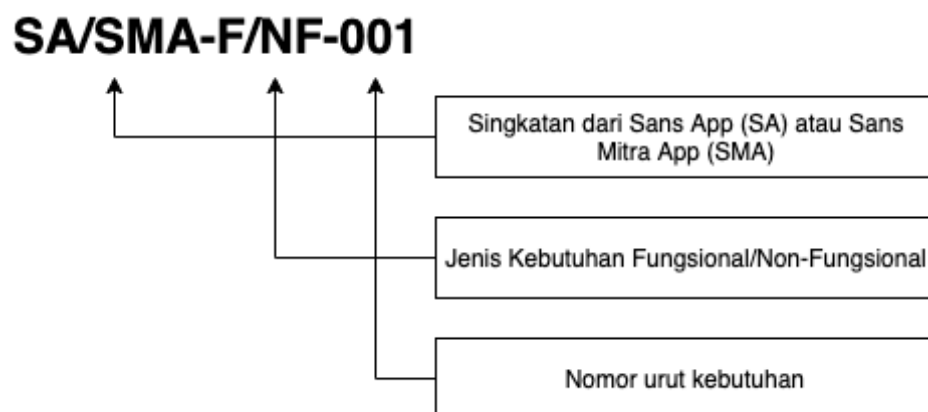 SA/SMA-F/NF-001
Singkatan dari Sans App (SA) atau Sans
Mitra App (SMA)
Jenis Kebutuhan Fungsional/Non-Fungsional
Nomor urut kebutuhan